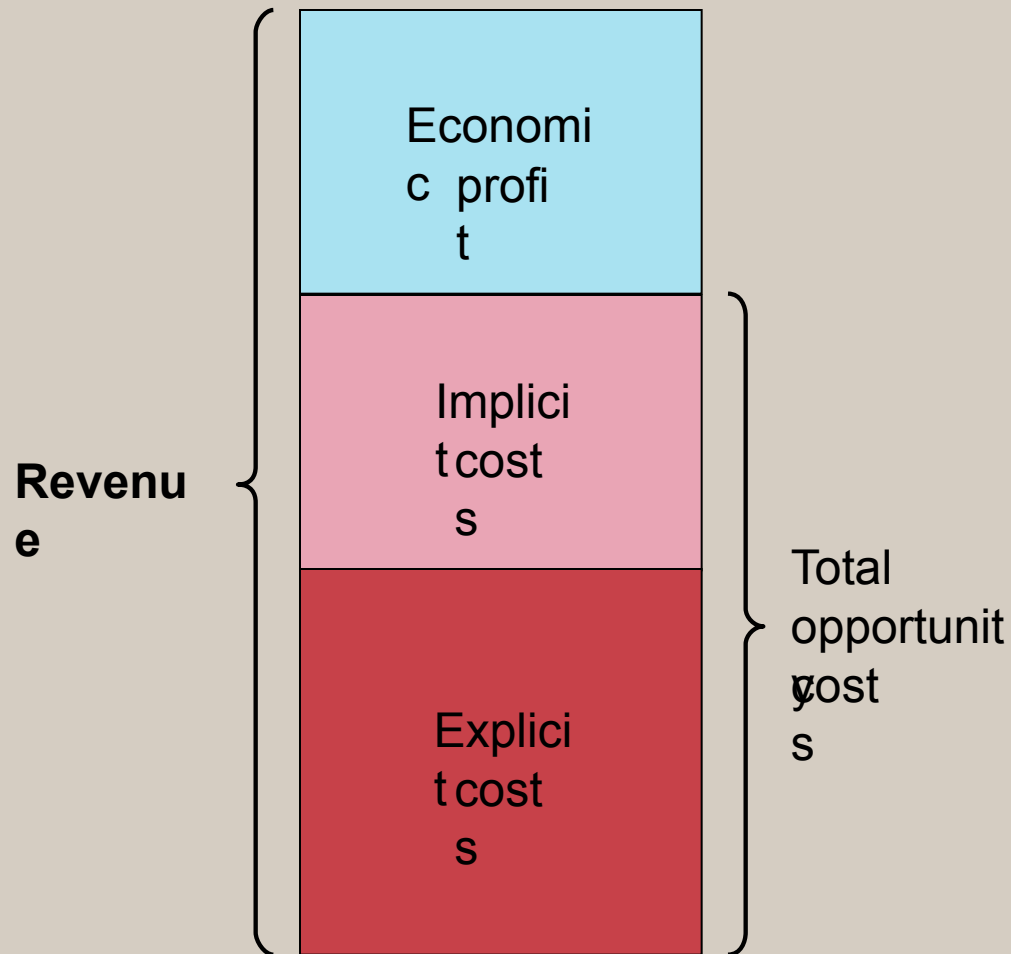 Economi
c profi
t
Implici
t cost
s
Revenu
e
Total
opportunit
y cost
s
Explici
t cost
s